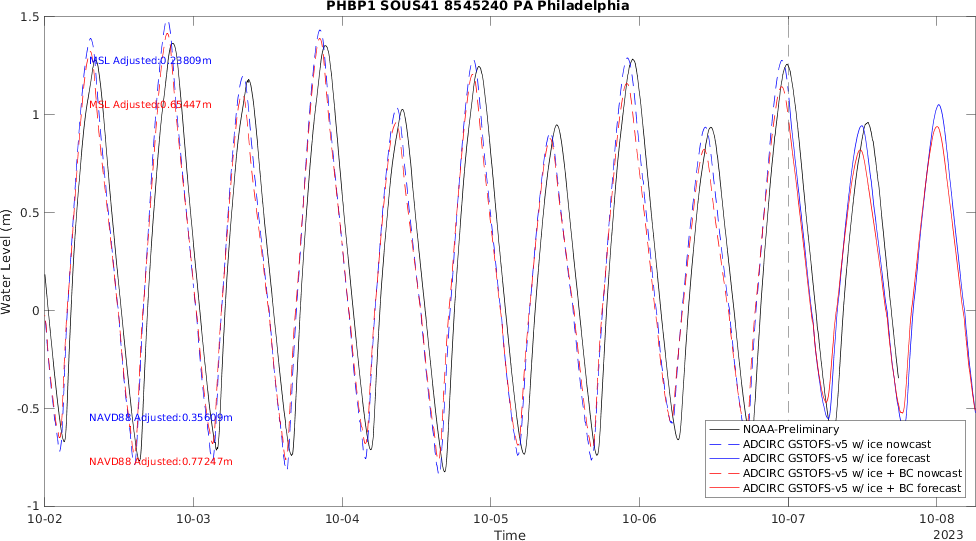 PHBP1 SOUS41 8545240 PA Philadelphia
1.5
1
0.5
0
-0.5
-1
Water Level (m)
MSL Adjusted:0.23809m
MSL Adjusted:0.65447m
NAVD88 Adjusted:0.35609m
NAVD88 Adjusted:0.77247m
NOAA-Preliminary
ADCIRC GSTOFS-v5 w/ ice nowcast
ADCIRC GSTOFS-v5 w/ ice forecast
ADCIRC GSTOFS-v5 w/ ice + BC nowcast
ADCIRC GSTOFS-v5 w/ ice + BC forecast
10-02 10-03 10-04 10-05 10-06 10-07 10-08
Time
2023